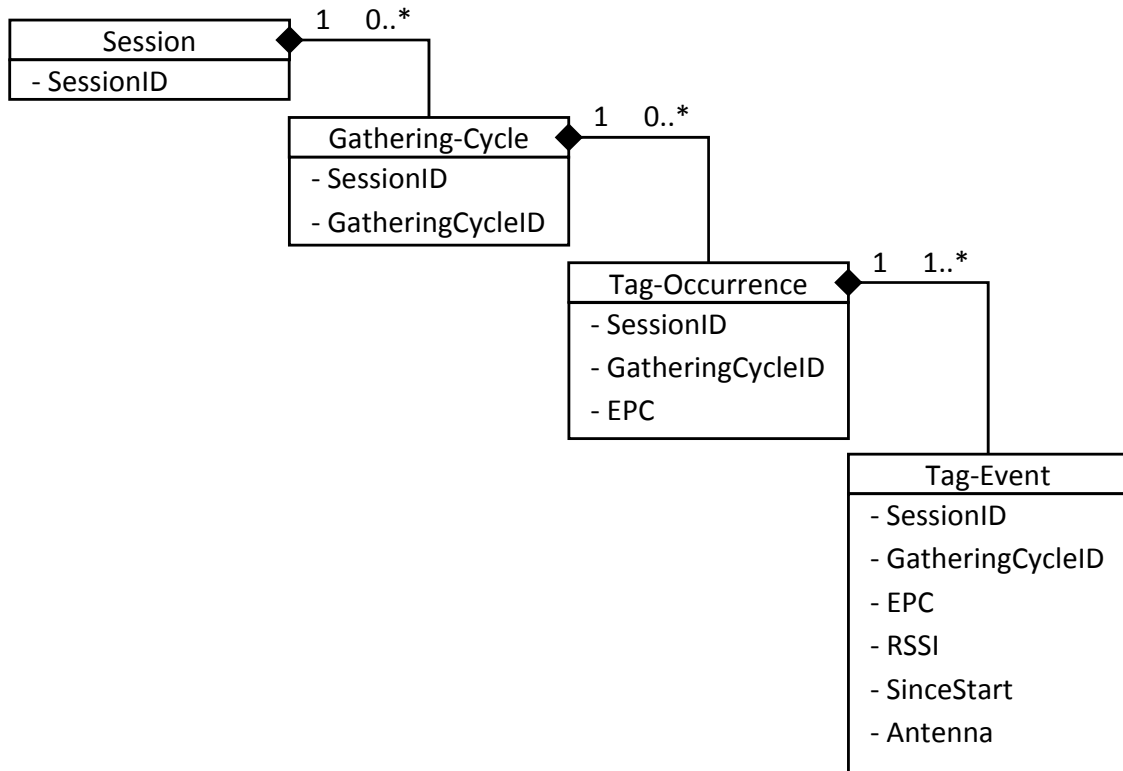 1 0..*
Session
- SessionID
1 0..*
Gathering-Cycle
- SessionID
- GatheringCycleID
1 1..*
Tag-Occurrence
- SessionID
- GatheringCycleID
- EPC
Tag-Event
- SessionID
- GatheringCycleID
- EPC
- RSSI
- SinceStart
- Antenna